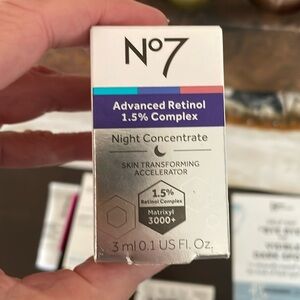 No7
Advanced Retinol
1.5% Complex
Night Concentrate
SKIN TRANSFORMING
ACCELERATOR
1.5%
Retinol Complex
Matrixyl
3000+
3 ml 0.1 US Fl. Oz.